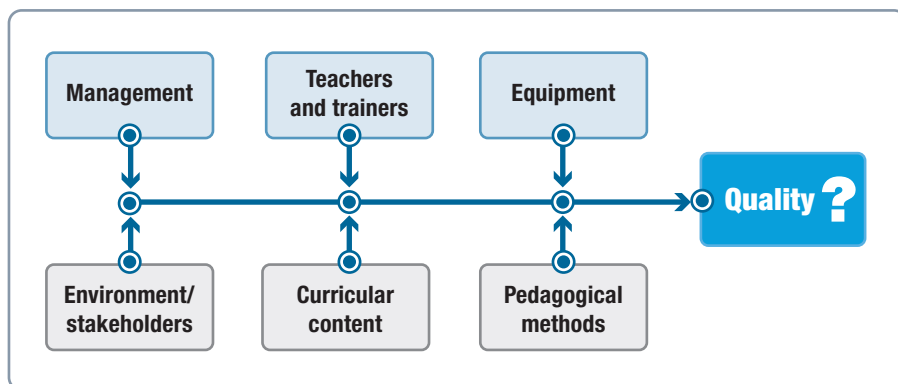 Management
Teachers
and trainers
Equipment
Quality ?
Environment/
stakeholders
Curricular
content
Pedagogical
methods